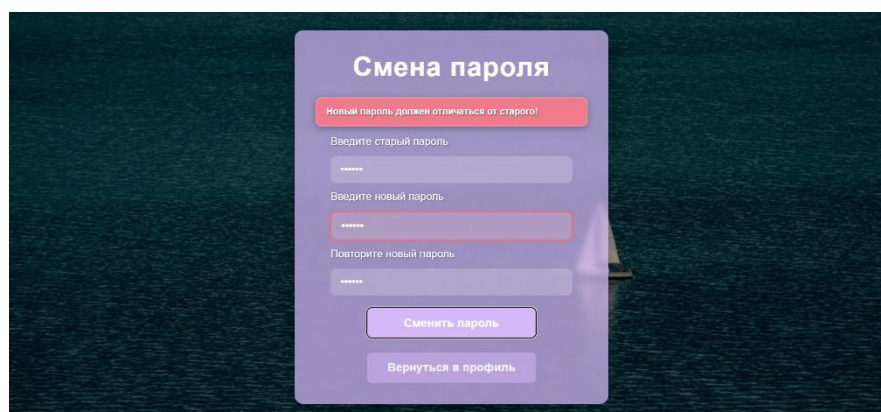 Смена пароля
Новый пароль должен отличаться от старого!
Введите старый пароль
••••••
Введите новый пароль
••••••
Повторите новый пароль
••••••
Сменить пароль
Вернуться в профиль